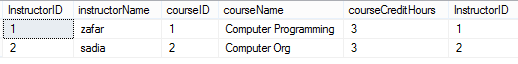 InstructorID instructorName courseID courseName courseCreditHours InstructorID
1 zafar 1 Computer Programming 3 1
2 sadia 2 Computer Org 3 2